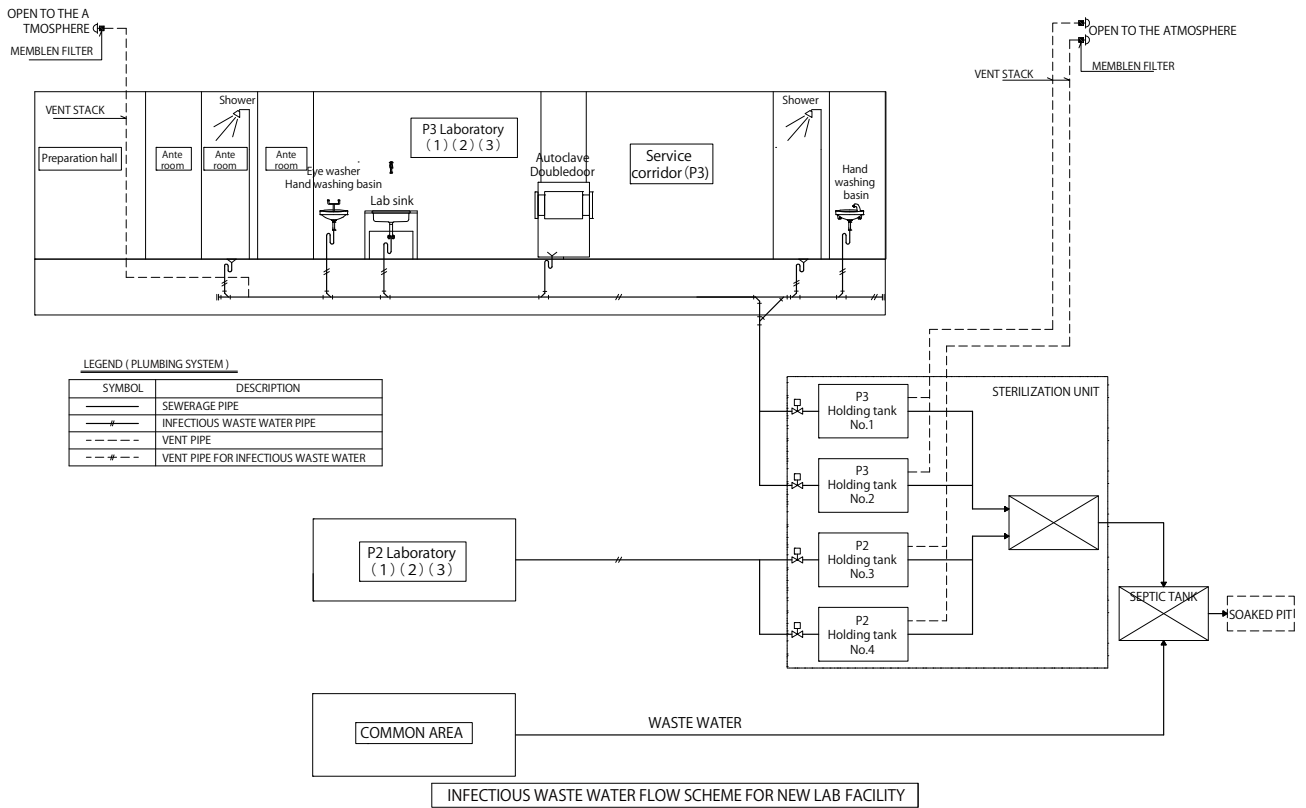 OPEN TO THE A
TMOSPHERE
MEMBLEN FILTER
OPEN TO THE ATMOSPHERE
MEMBLEN FILTER
VENT STACK
VENT STACK
Shower
Shower
Preparation hall
Ante
room
Ante
room
Ante
room
P3 Laboratory
(1)(2)(3)
Eye washer
Hand washing basin
Lab sink
Autoclave
Doubledoor
Service
corridor(P3)
Hand
washing
basin
LEGEND ( PLUMBING SYSTEM )
SYMBOL DESCRIPTION
SEWERAGE PIPE
INFECTIOUS WASTE WATER PIPE
VENT PIPE
VENT PIPE FOR INFECTIOUS WASTE WATER
STERILIZATION UNIT
P3
Holding tank
No.1
P3
Holding tank
No.2
P2
Holding tank
No.3
P2
Holding tank
No.4
P2 Laboratory
(1)(2)(3)
SEPTIC TANK
SOAKED PIT
COMMON AREA
WASTE WATER
INFECTIOUS WASTE WATER FLOW SCHEME FOR NEW LAB FACILITY